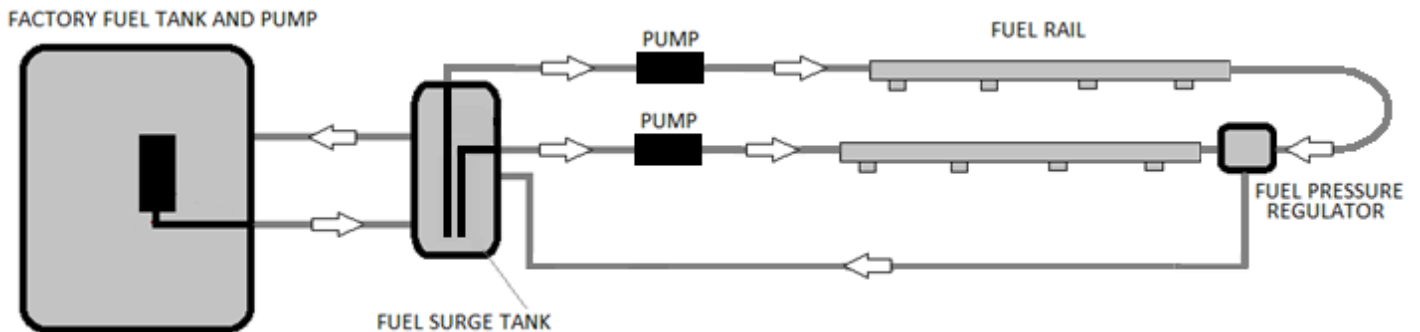 FACTORY FUEL TANK AND PUMP
PUMP
FUEL RAIL
PUMP
FUEL PRESSURE
REGULATOR
FUEL SURGE TANK